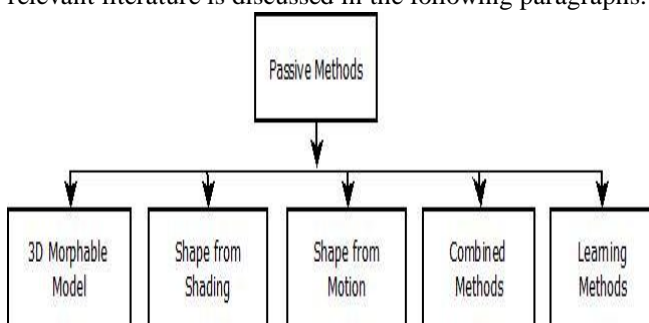 relevant literature is discussed in the following paragraphs.
Passive Methods
3D Morphable
Model
Shape from
Shading
Shape from
Motion
Combined
Methods
Learning
Methods